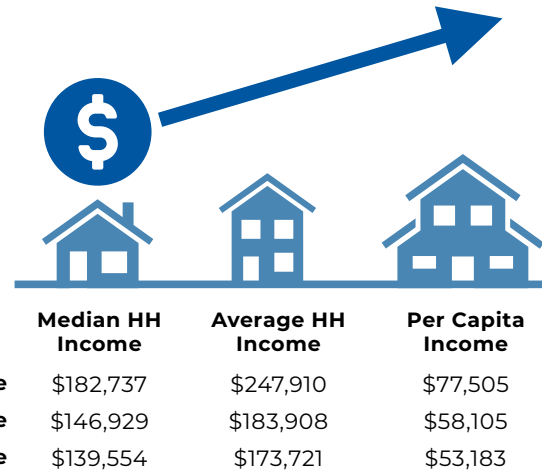 $
Median HH Average HH Per Capita
Income Income Income
e $182,737 $247,910 $77,505
e $146,929 $183,908 $58,105
e $139,554 $173,721 $53,183